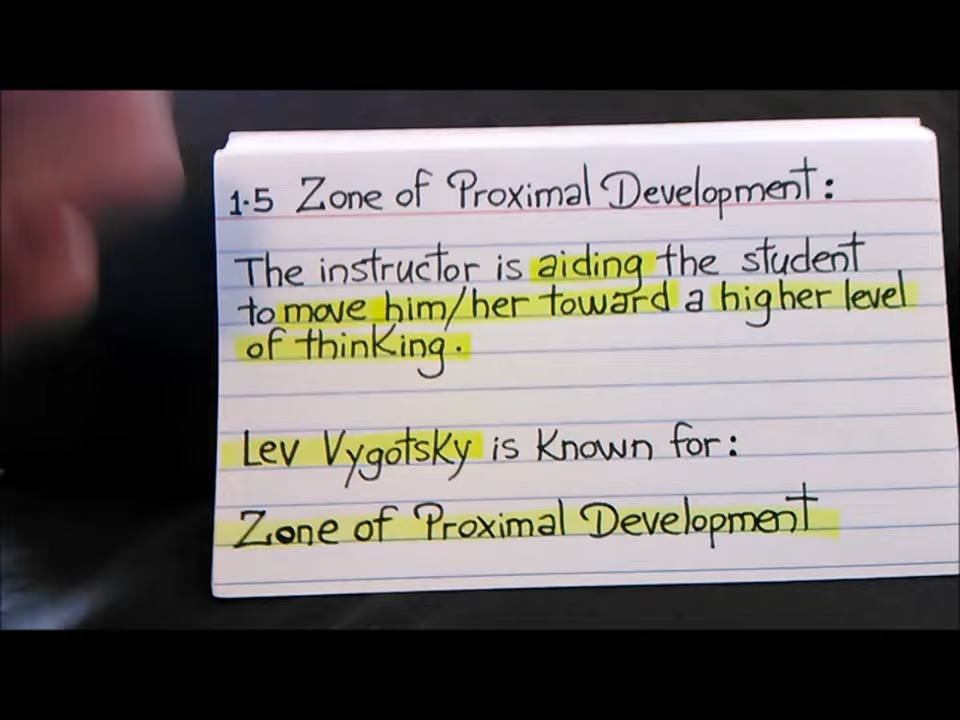 1.5 Zone of Proximal Development:
The instructor is aiding the student
to move him/her toward a higher level
of thinking.
Lev Vygotsky is known for:
Zone of Proximal Development